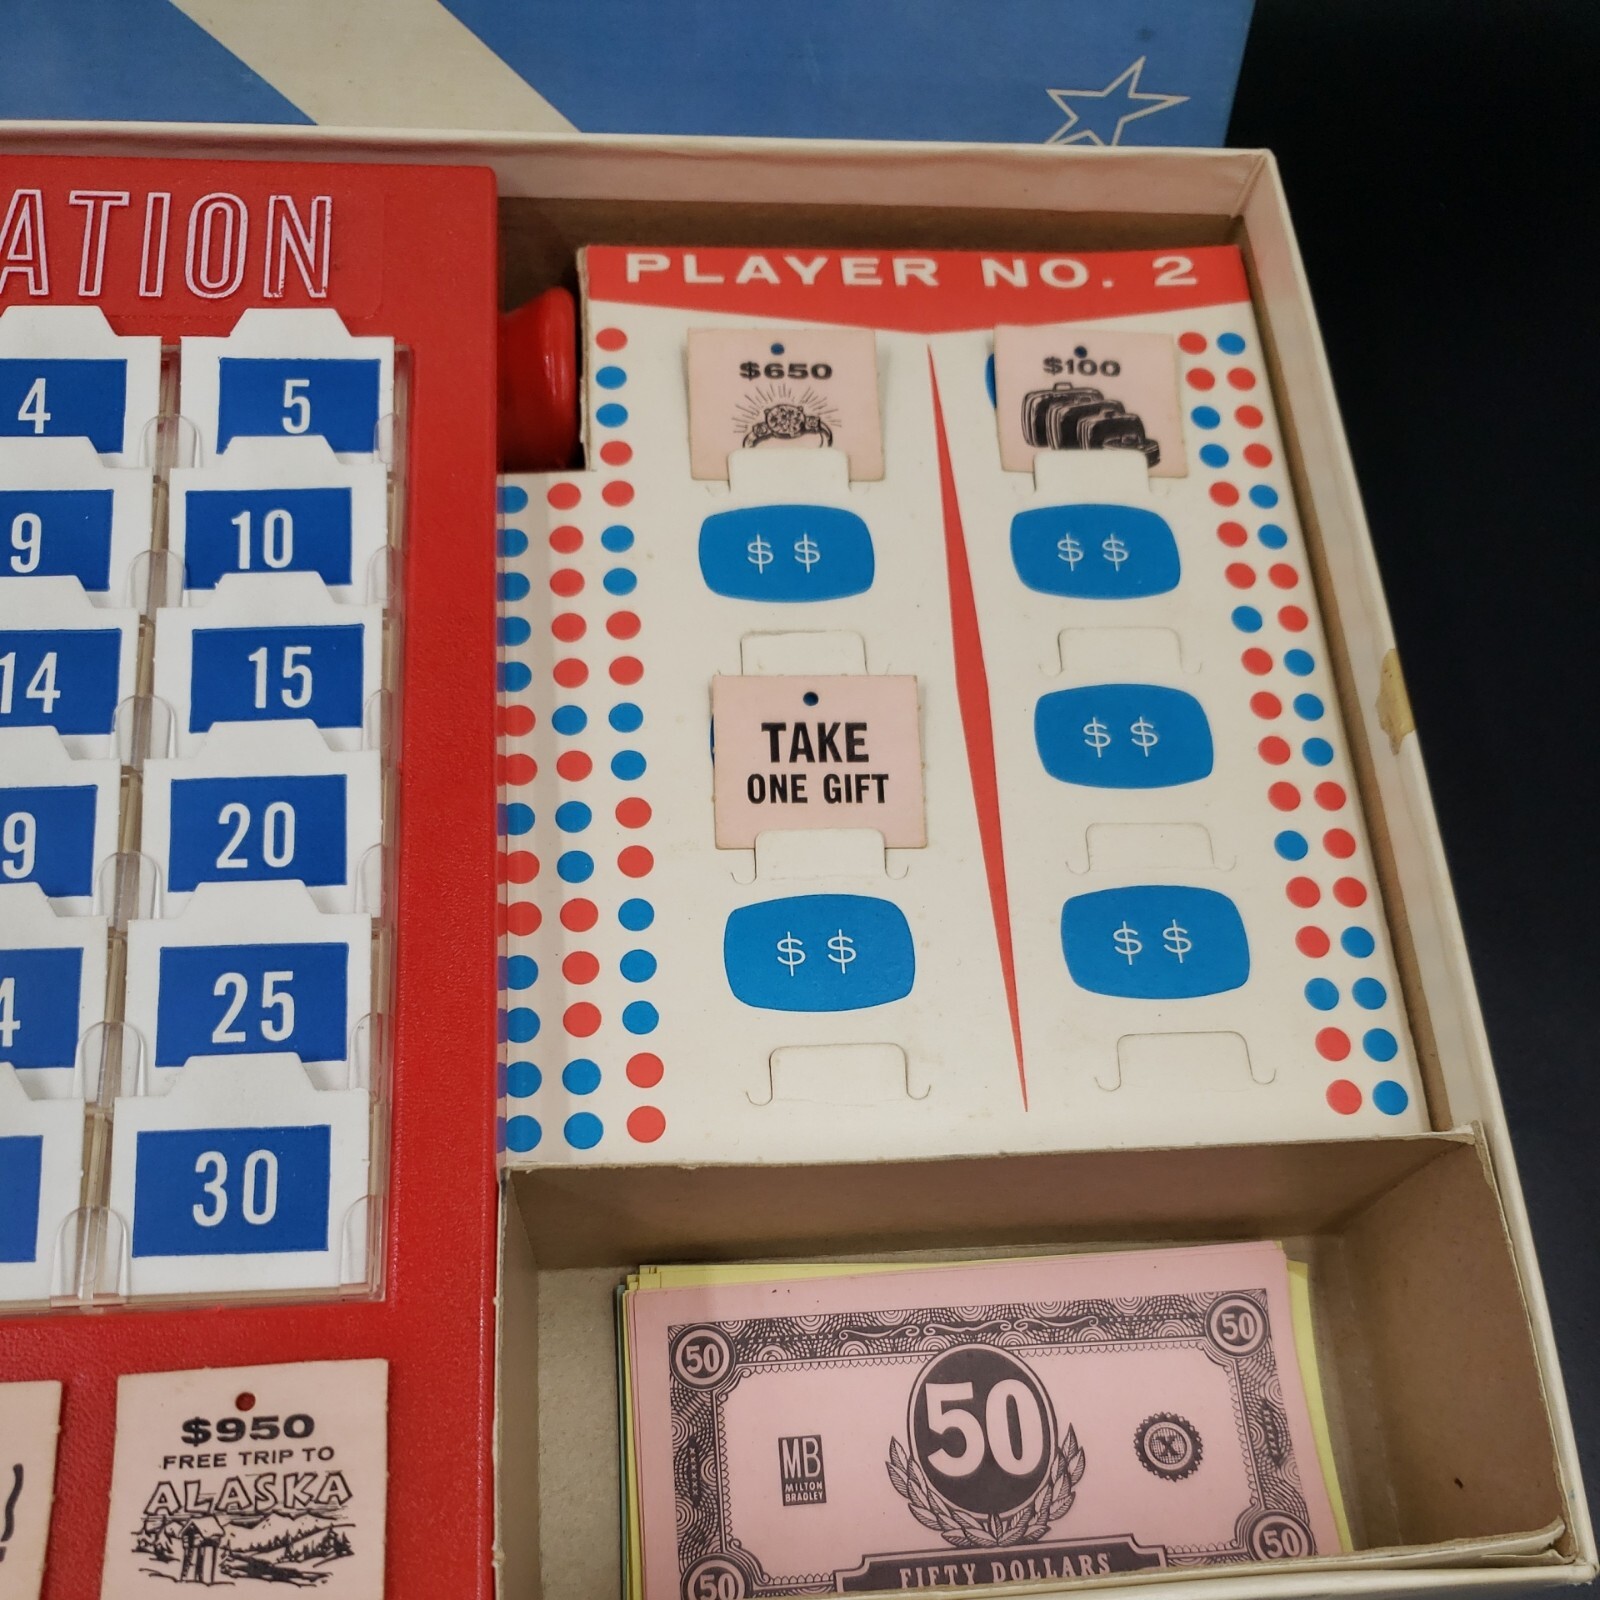 ATION
PLAYER NO. 2
$650
$100
4
5
$ $
$ $
9
10
14
15
$ $
TAKE
ONE GIFT
9
20
$ $
$ $
4
25
30
50
50
50
MB
MILTON
BRADLEY
X
50
50
FIFTY DOLLARS
!
$950
FREE TRIP TO
ALASKA